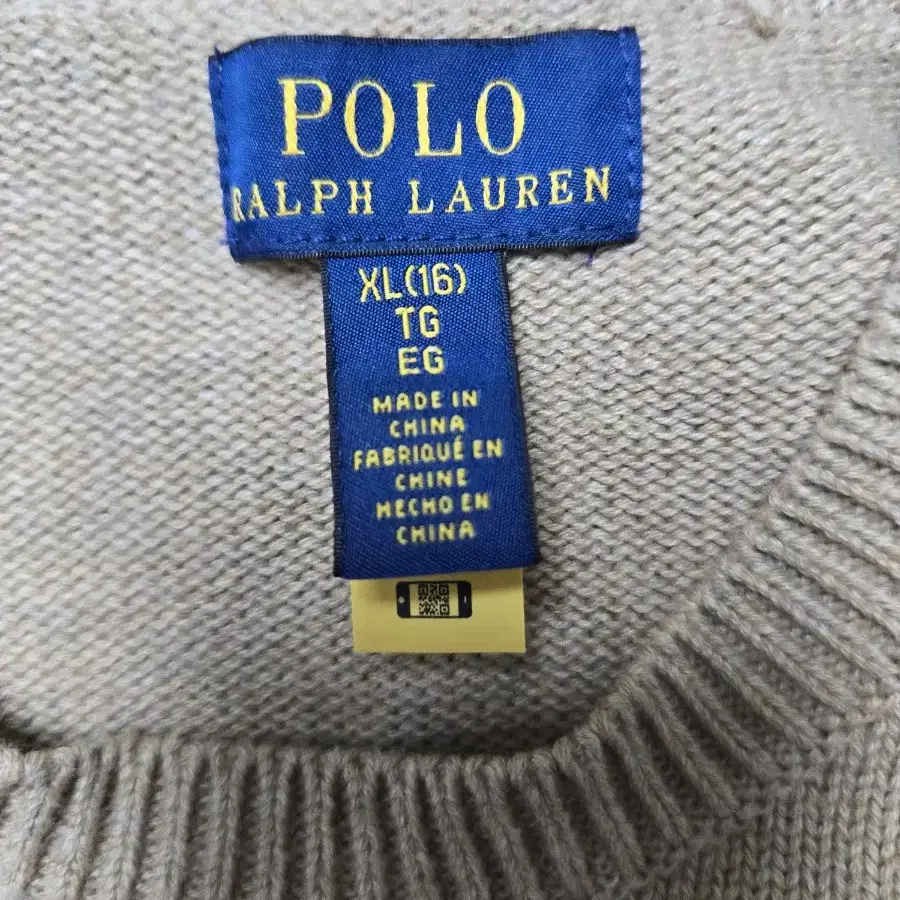 POLO
RALPH LAUREN
XL(16)
TG
EG
MADE IN
CHINA
FABRIQUÉ EN
CHINE
HECHO EN
CHINA